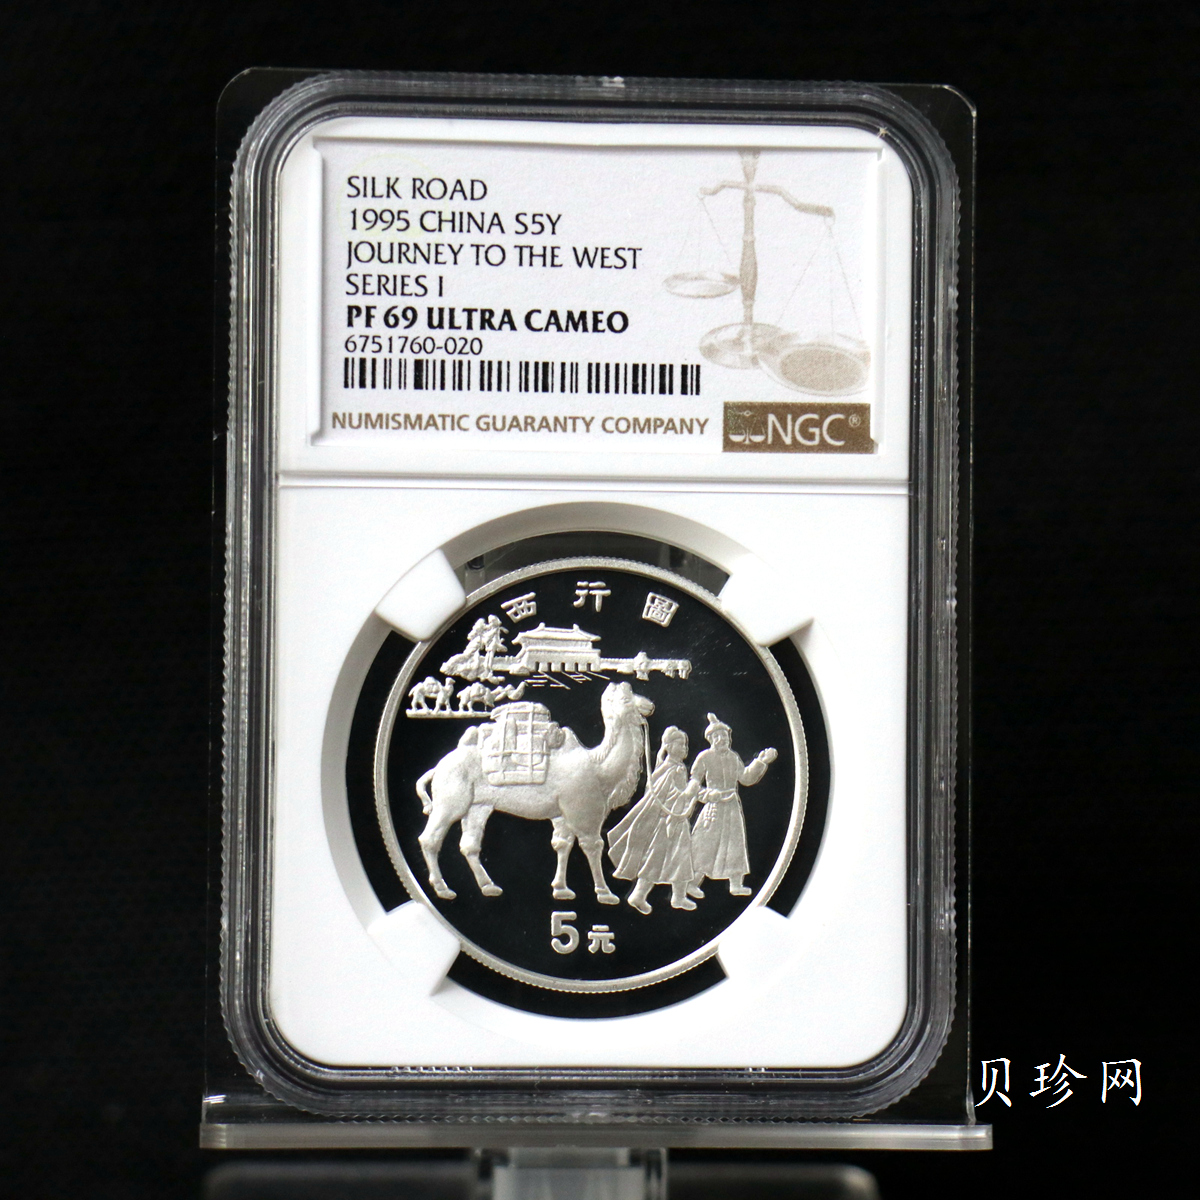 SILK ROAD
1995 CHINA S5Y
JOURNEY TO THE WEST
SERIES I
PF 69 ULTRA CAMEO
6751760-020
NUMISMATIC GUARANTY COMPANY
NGC®
西行圖
5元
贝珍网